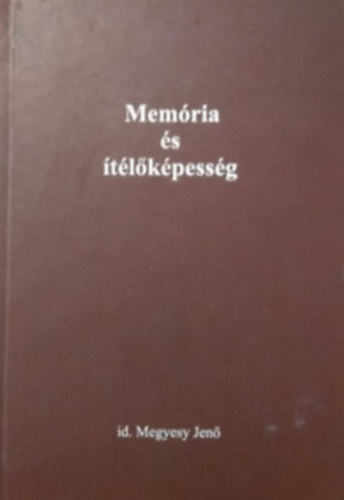 Memória
és
ítélőképesség
id. Megyesy Jenő